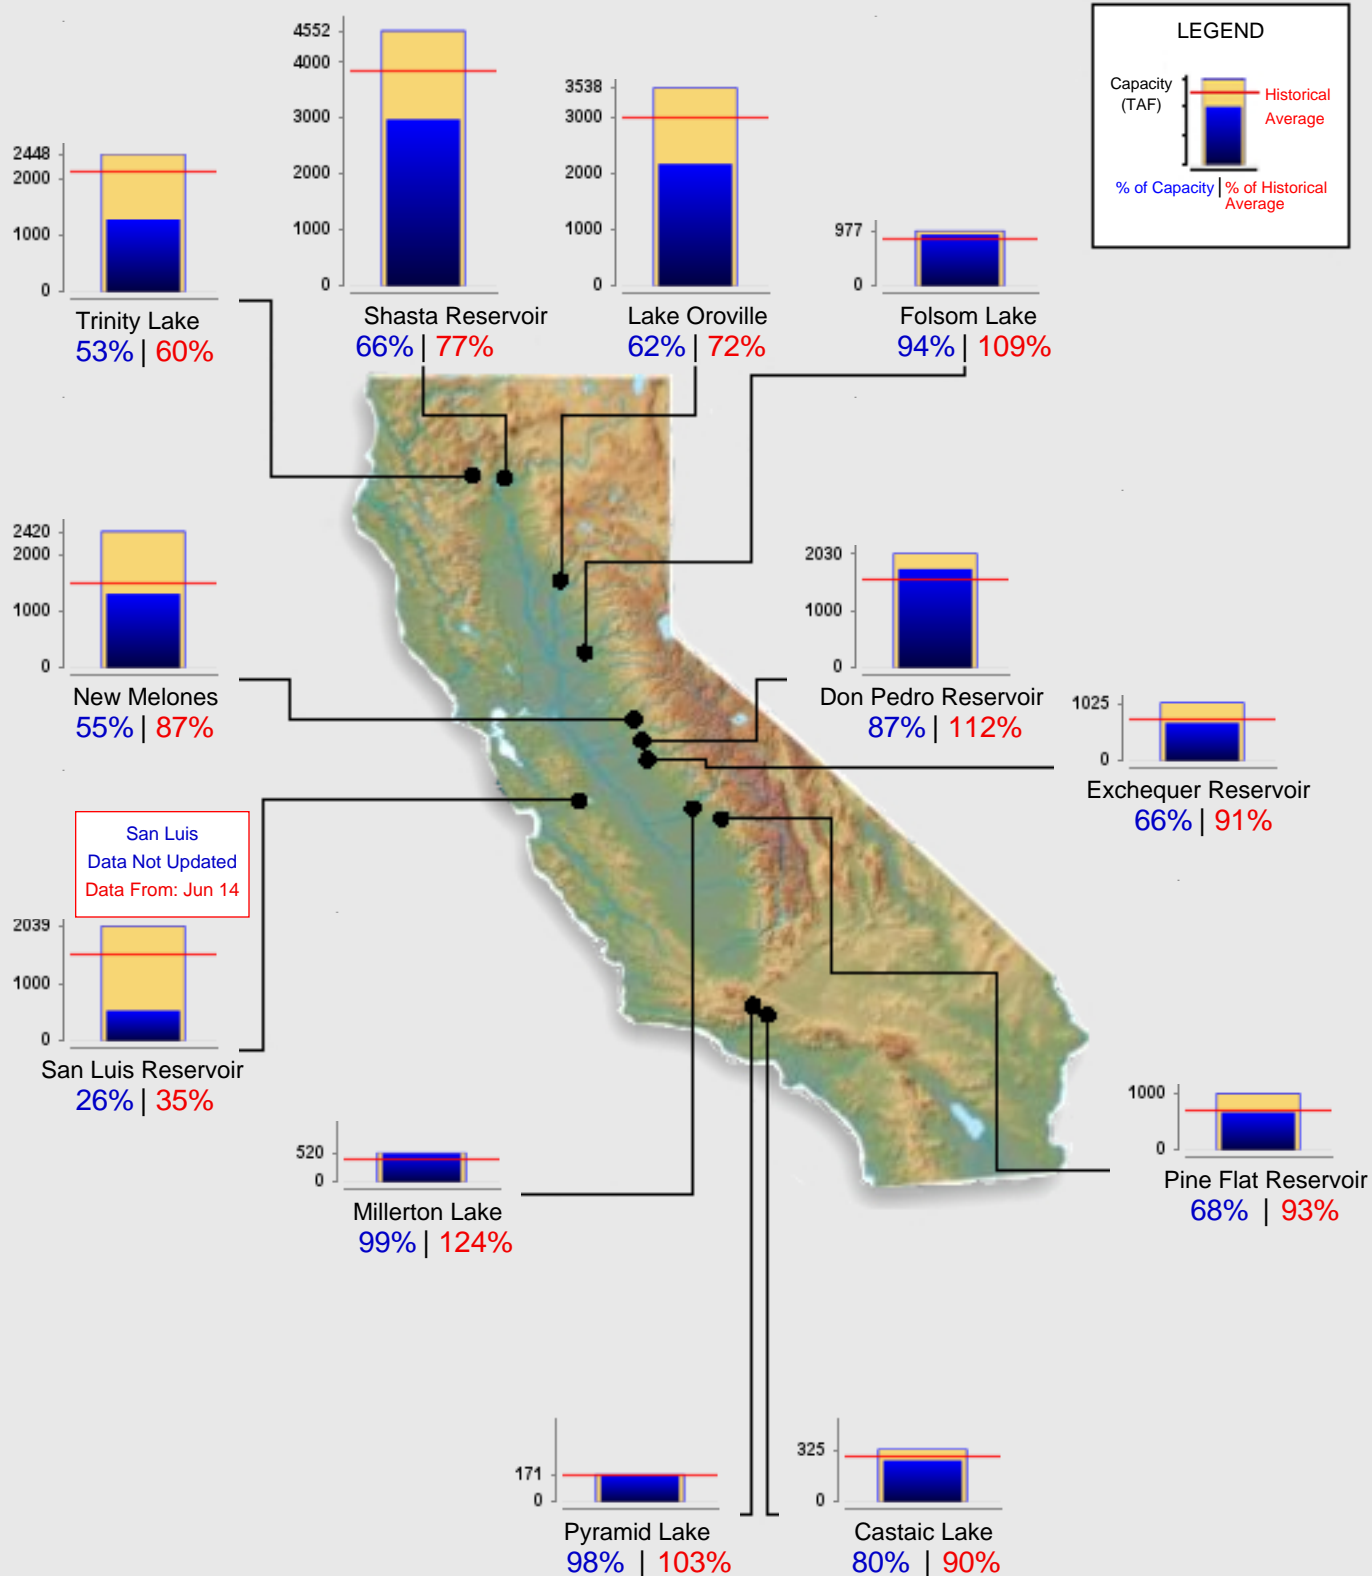 LEGEND
Capacity
(TAF)
Historical
Average
% of Capacity | % of Historical
Average
4552
4000
3000
2000
1000
0
Shasta Reservoir
66% | 77%
3538
3000
2000
1000
0
Lake Oroville
62% | 72%
2448
2000
1000
0
Trinity Lake
53% | 60%
977
0
Folsom Lake
94% | 109%
2420
2000
1000
0
New Melones
55% | 87%
2030
1000
0
Don Pedro Reservoir
87% | 112%
1025
0
Exchequer Reservoir
66% | 91%
San Luis
Data Not Updated
Data From: Jun 14
2039
1000
0
San Luis Reservoir
26% | 35%
520
0
Millerton Lake
99% | 124%
1000
0
Pine Flat Reservoir
68% | 93%
171
0
Pyramid Lake
98% | 103%
325
0
Castaic Lake
80% | 90%